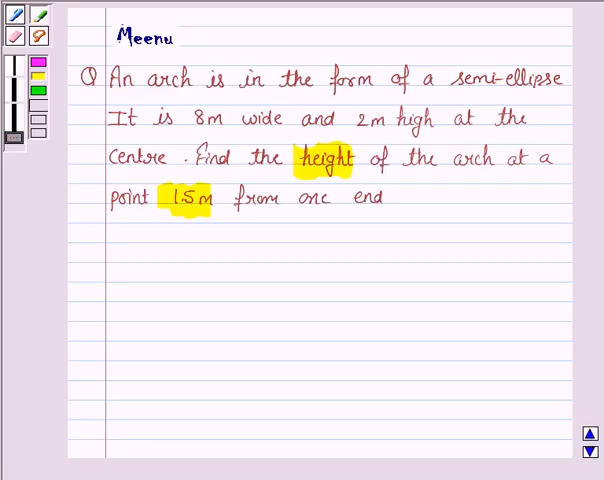 Meenu
Q An arch is in the form of a semi-ellipse
It is 8m wide and 2m high at the
centre. Find the height of the arch at a
point 1.5m from one end